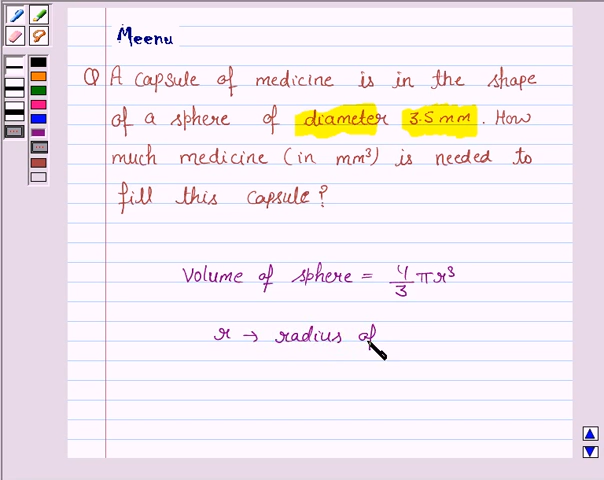 Meenu
Q A capsule of medicine is in the shape
of a sphere of diameter 3.5 mm. How
much medicine (in mm³) is needed to
fill this capsule?
Volume of sphere = 4/3 πr³
r → radius of